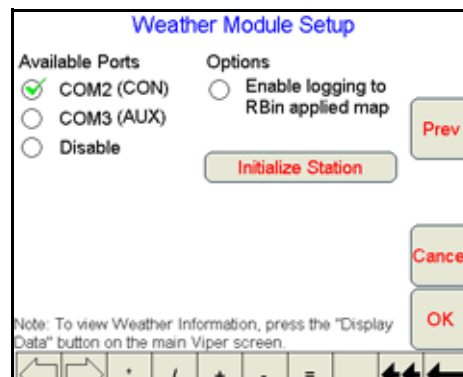 Weather Module Setup
Available Ports
COM2 (CON)
COM3 (AUX)
Disable
Options
Enable logging to
RBin applied map
Initialize Station
Prev
Cancel
OK
Note: To view Weather Information, press the "Display
Data" button on the main Viper screen.